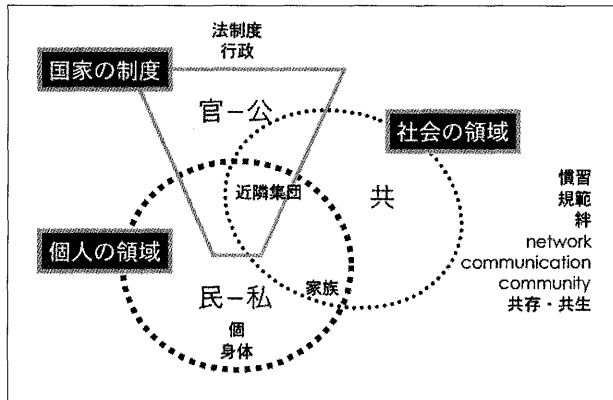 法制度
行政
国家の制度
官－公
社会の領域
近隣集団
共
慣習
規範
絆
network
communication
community
共存・共生
個人の領域
家族
民－私
個
身体